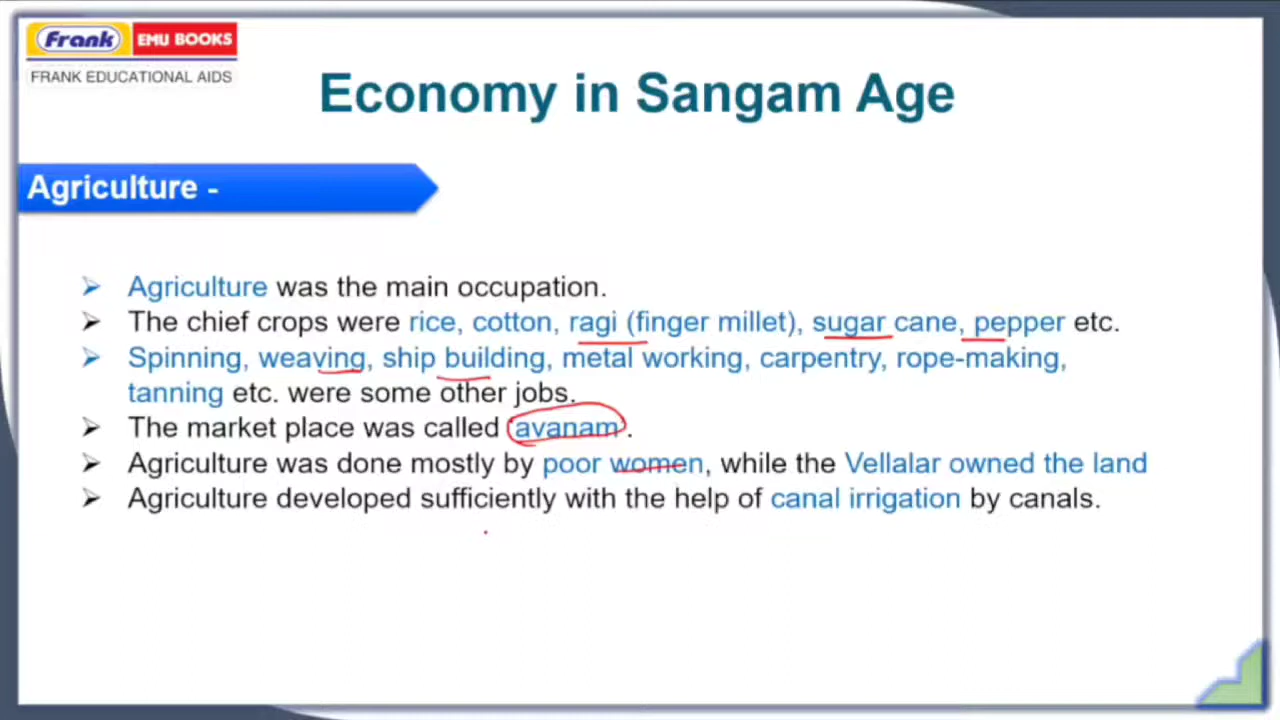 Frank EMU BOOKS
FRANK EDUCATIONAL AIDS
Economy in Sangam Age
Agriculture -
Agriculture was the main occupation.
The chief crops were rice, cotton, ragi (finger millet), sugar cane, pepper etc.
Spinning, weaving, ship building, metal working, carpentry, rope-making,
tanning etc. were some other jobs.
The market place was called 'avanam'.
Agriculture was done mostly by poor women, while the Vellalar owned the land
Agriculture developed sufficiently with the help of canal irrigation by canals.